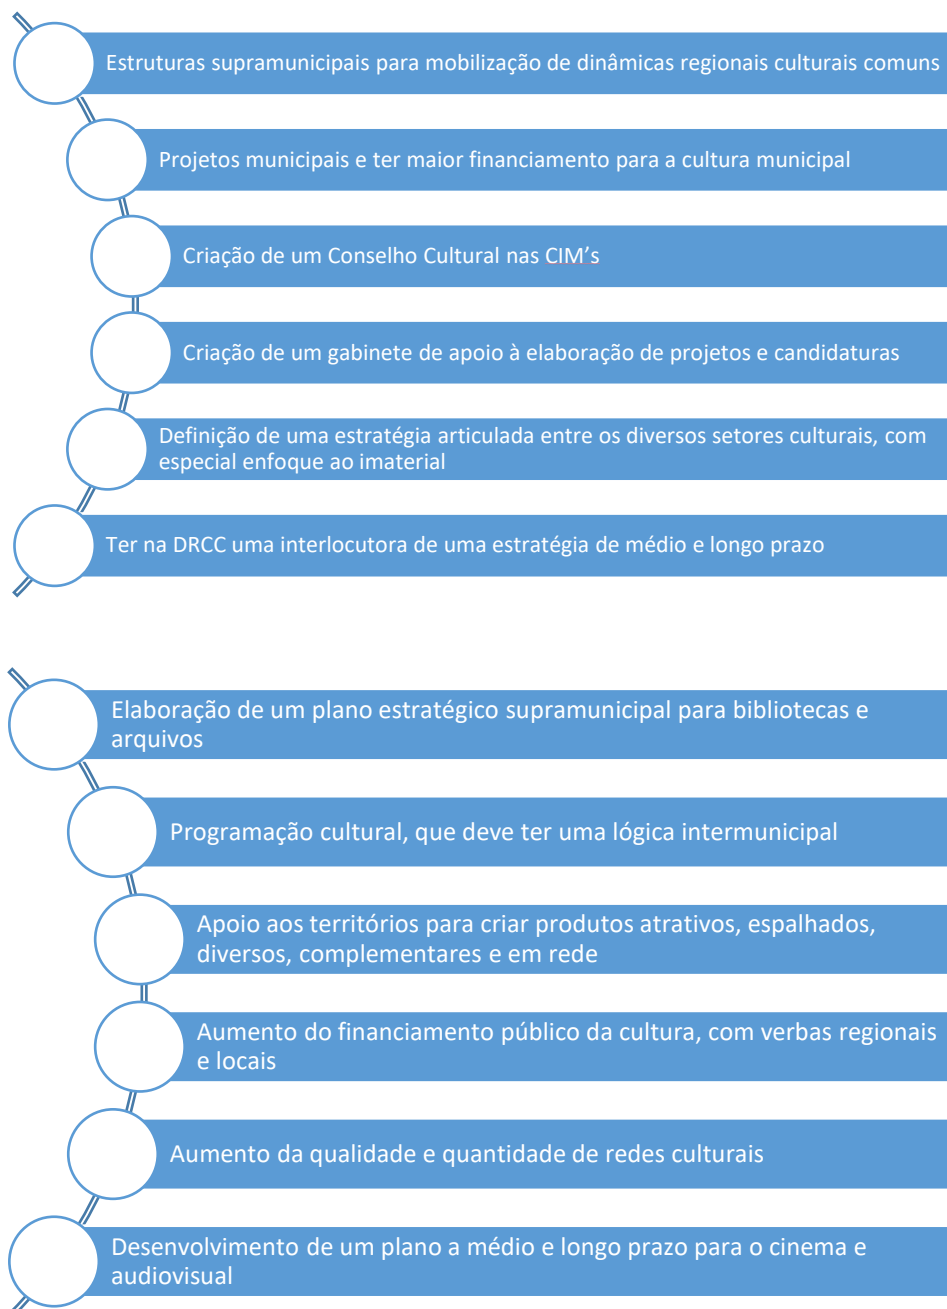 Estruturas supramunicipais para mobilização de dinâmicas regionais culturais comuns
Projetos municipais e ter maior financiamento para a cultura municipal
Criação de um Conselho Cultural nas CIM’s
Criação de um gabinete de apoio à elaboração de projetos e candidaturas
Definição de uma estratégia articulada entre os diversos setores culturais, com
especial enfoque ao imaterial
Ter na DRCC uma interlocutora de uma estratégia de médio e longo prazo
Elaboração de um plano estratégico supramunicipal para bibliotecas e
arquivos
Programação cultural, que deve ter uma lógica intermunicipal
Apoio aos territórios para criar produtos atrativos, espalhados,
diversos, complementares e em rede
Aumento do financiamento público da cultura, com verbas regionais
e locais
Aumento da qualidade e quantidade de redes culturais
Desenvolvimento de um plano a médio e longo prazo para o cinema e
audiovisual